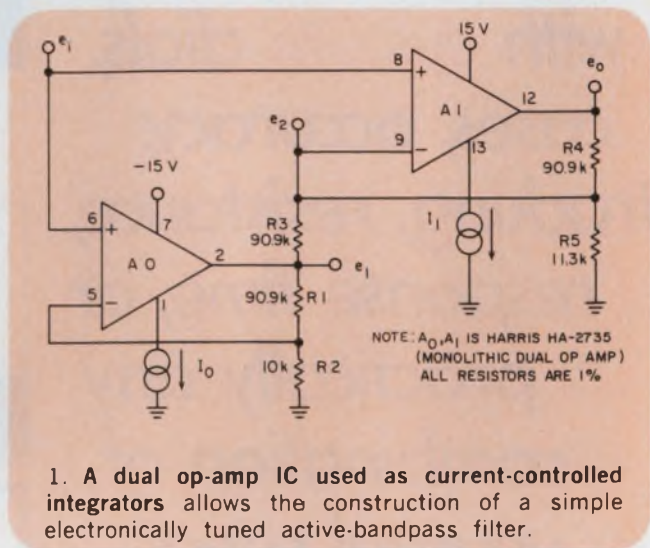 ei
15 V
e0
8
+
A1
12
e2
9
−
13
R4
90.9k
−15 V
I1
7
R3
90.9k
R5
11.3k
6
+
A0
2
e1
5
−
1
90.9k R1
I0
10k R2
NOTE: A0, A1 IS HARRIS HA-2735
(MONOLITHIC DUAL OP AMP)
ALL RESISTORS ARE 1%
1. A dual op-amp IC used as current-controlled
integrators allows the construction of a simple
electronically tuned active-bandpass filter.